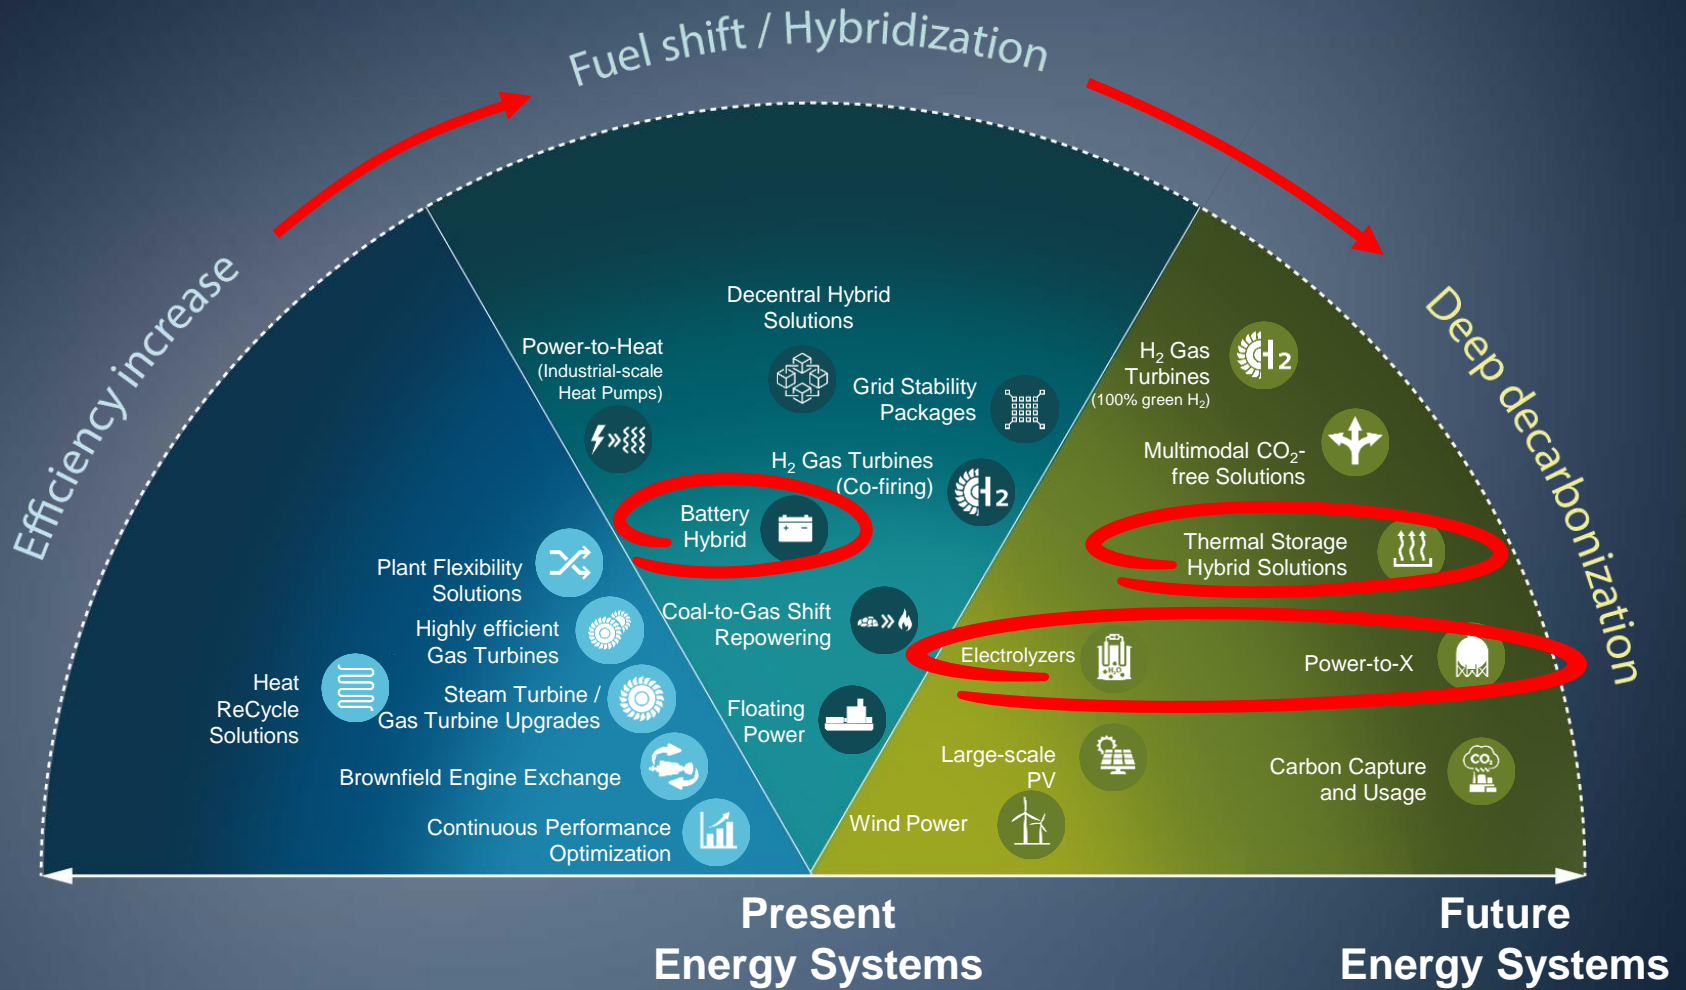 Fuel shift / Hybridization
Efficiency increase
Deep decarbonization
Decentral Hybrid
Solutions
Power-to-Heat
(Industrial-scale
Heat Pumps)
Grid Stability
Packages
H₂ Gas Turbines
(Co-firing)
H2
Battery
Hybrid
Coal-to-Gas Shift
Repowering
Floating
Power
Plant Flexibility
Solutions
Highly efficient
Gas Turbines
Heat
ReCycle
Solutions
Steam Turbine /
Gas Turbine Upgrades
Brownfield Engine Exchange
Continuous Performance
Optimization
H₂ Gas
Turbines
(100% green H₂)
H2
Multimodal CO₂-
free Solutions
Thermal Storage
Hybrid Solutions
Electrolyzers
H₂O
Power-to-X
Large-scale
PV
Wind Power
Carbon Capture
and Usage
CO₂
Present
Energy Systems
Future
Energy Systems